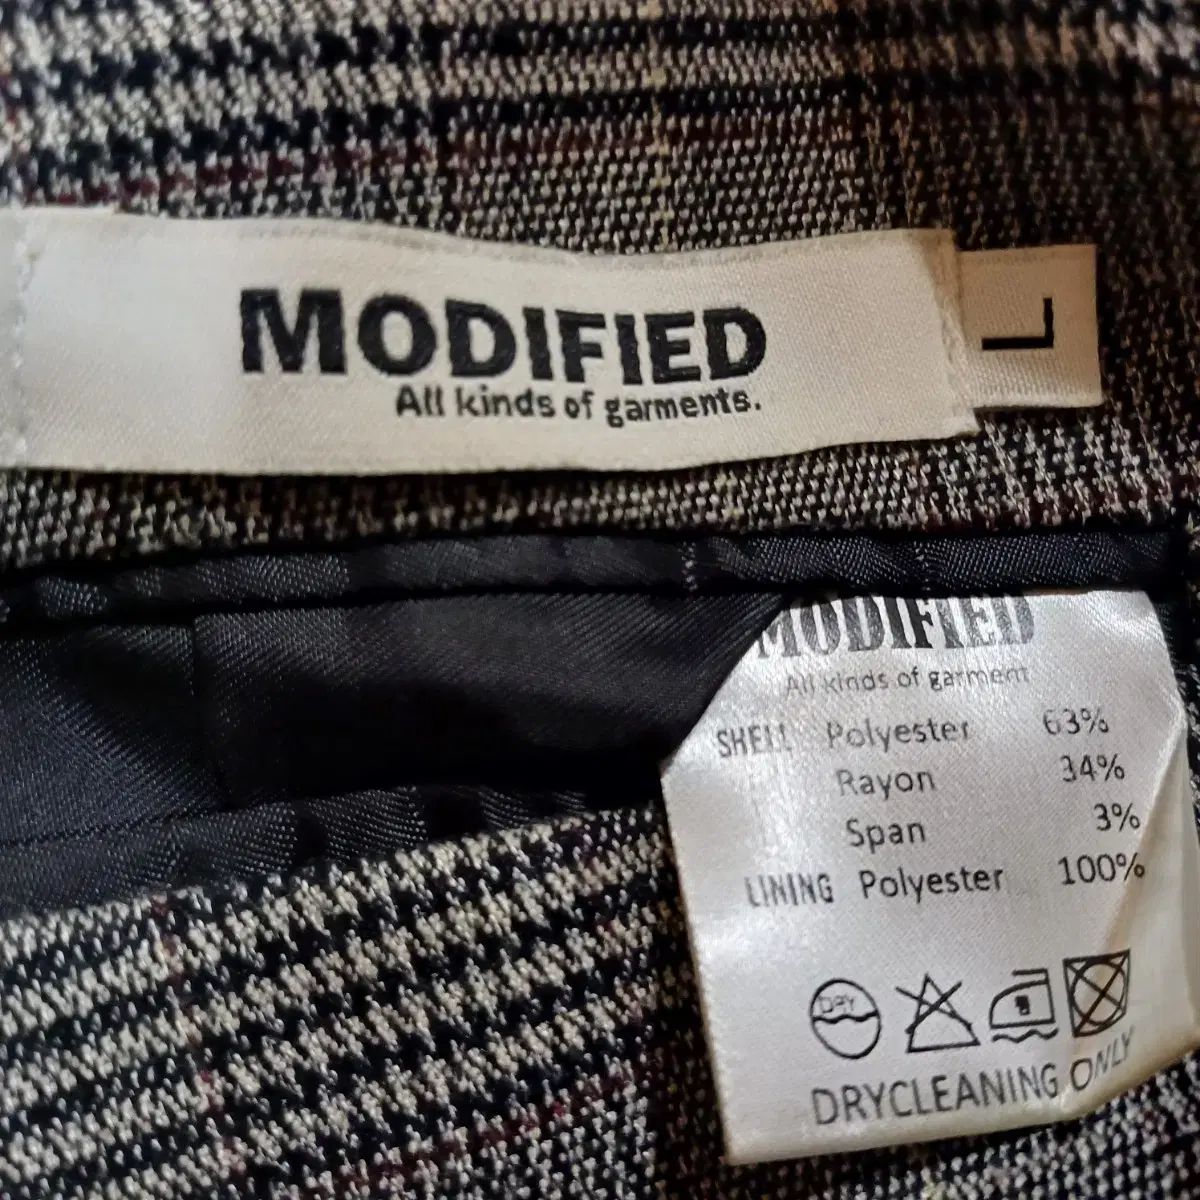 MODIFIED
All kinds of garments.
L
MODIFIED
All kinds of garment
SHELL Polyester 63%
Rayon 34%
Span 3%
LINING Polyester 100%
DRY
DRYCLEANING ONLY